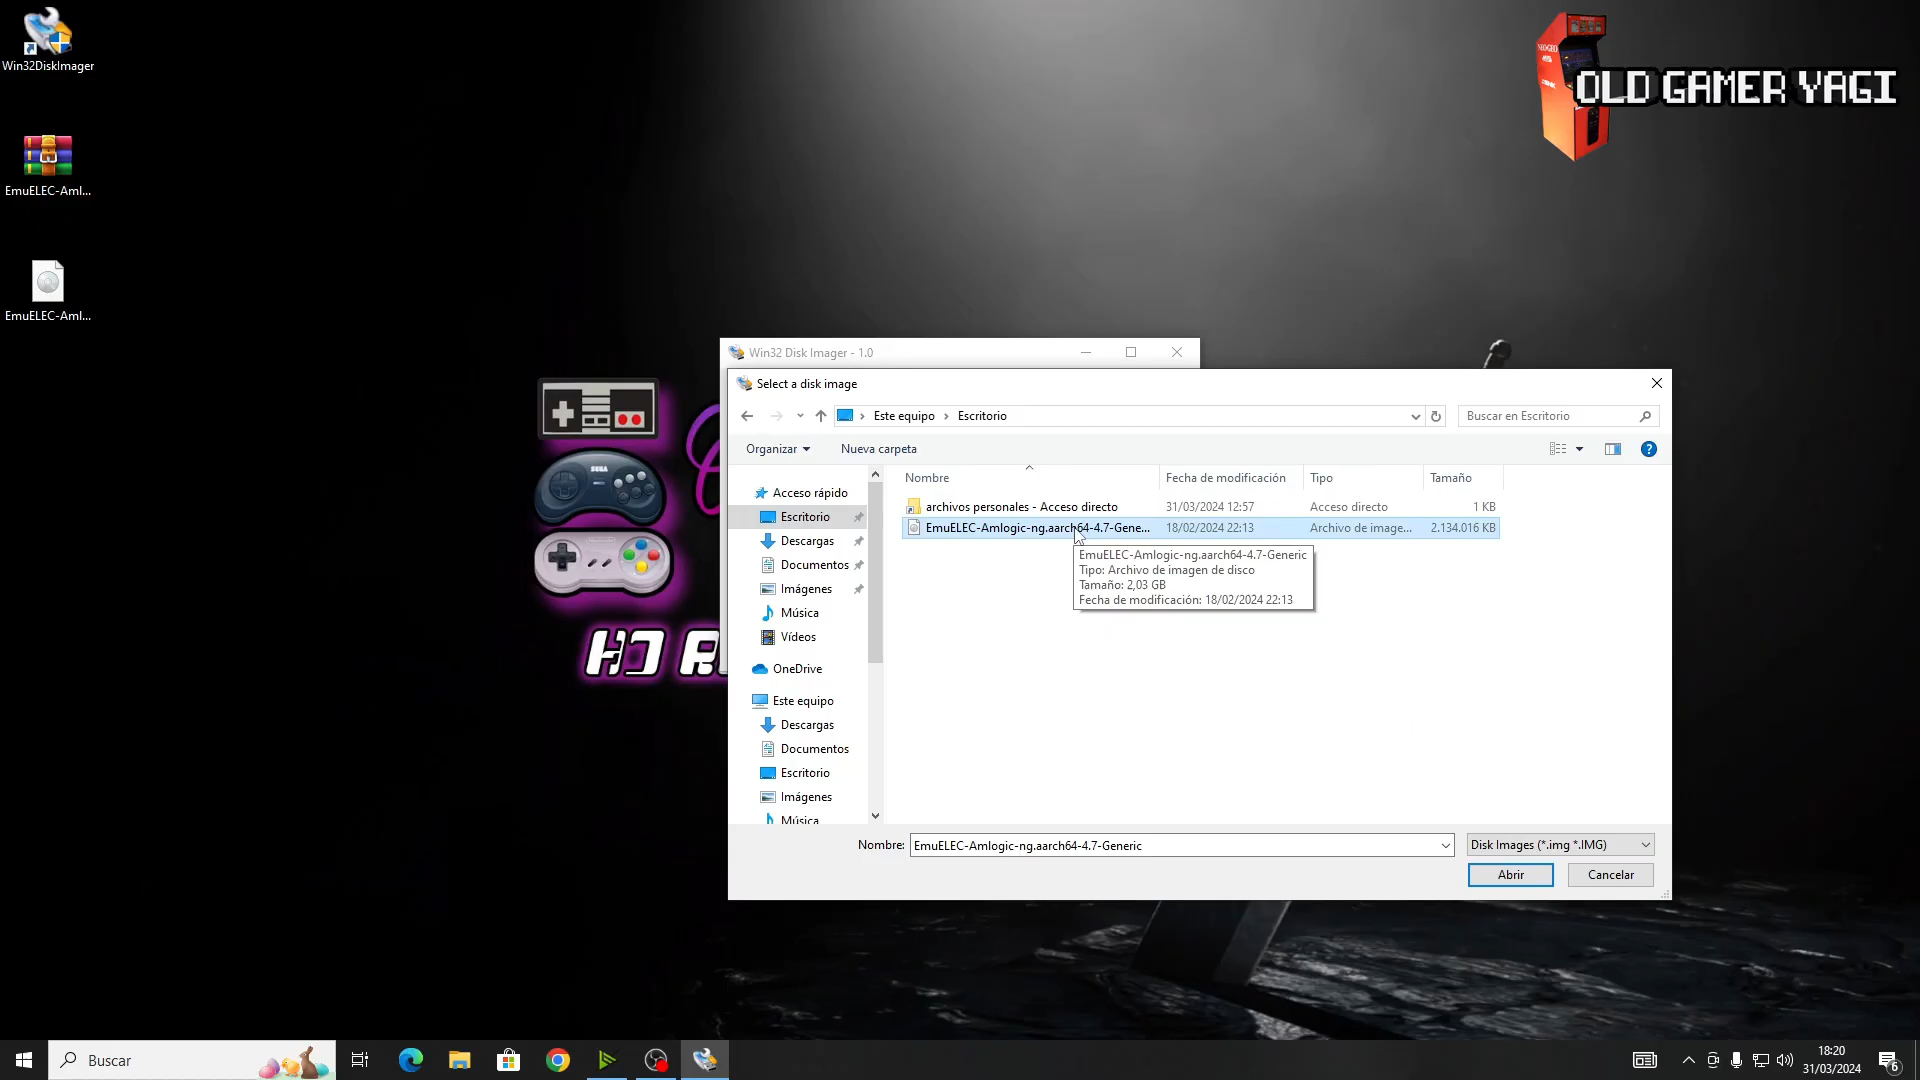 Win32DiskImager
EmuELEC-Aml...
EmuELEC-Aml...
NEO·GEO
OLD GAMER YAGI
SEGA
Win32 Disk Imager - 1.0
Select a disk image
Este equipo > Escritorio
Buscar en Escritorio
Organizar
Nueva carpeta
Nombre
Fecha de modificación
Tipo
Tamaño
archivos personales - Acceso directo
31/03/2024 12:57
Acceso directo
1 KB
EmuELEC-Amlogic-ng.aarch64-4.7-Gene...
18/02/2024 22:13
Archivo de image...
2.134.016 KB
EmuELEC-Amlogic-ng.aarch64-4.7-Generic
Tipo: Archivo de imagen de disco
Tamaño: 2,03 GB
Fecha de modificación: 18/02/2024 22:13
Acceso rápido
Escritorio
Descargas
Documentos
Imágenes
Música
Vídeos
OneDrive
Este equipo
Descargas
Documentos
Escritorio
Imágenes
Música
Nombre:
EmuELEC-Amlogic-ng.aarch64-4.7-Generic
Disk Images (*.img *.IMG)
Abrir
Cancelar
Buscar
18:20
31/03/2024
6